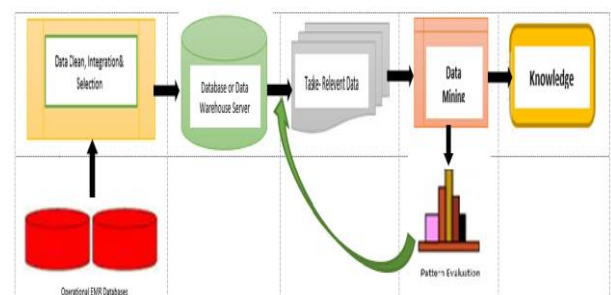 Data Clean, Integration&
Selection
Database or Data
Warehouse Server
Taske- Relevent Data
Data
Mining
Knowledge
Pattern Evaluation
Operational EMR Databases